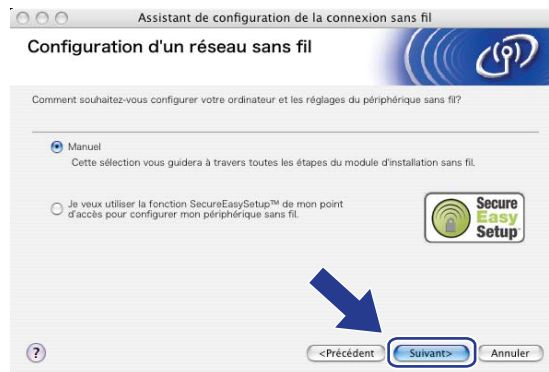 Assistant de configuration de la connexion sans fil
Configuration d'un réseau sans fil
Comment souhaitez-vous configurer votre ordinateur et les réglages du périphérique sans fil?
Manuel
Cette sélection vous guidera à travers toutes les étapes du module d'installation sans fil.
Je veux utiliser la fonction SecureEasySetup™ de mon point
d'accès pour configurer mon périphérique sans fil.
Secure
Easy
Setup
?
<Précédent
Suivant>
Annuler